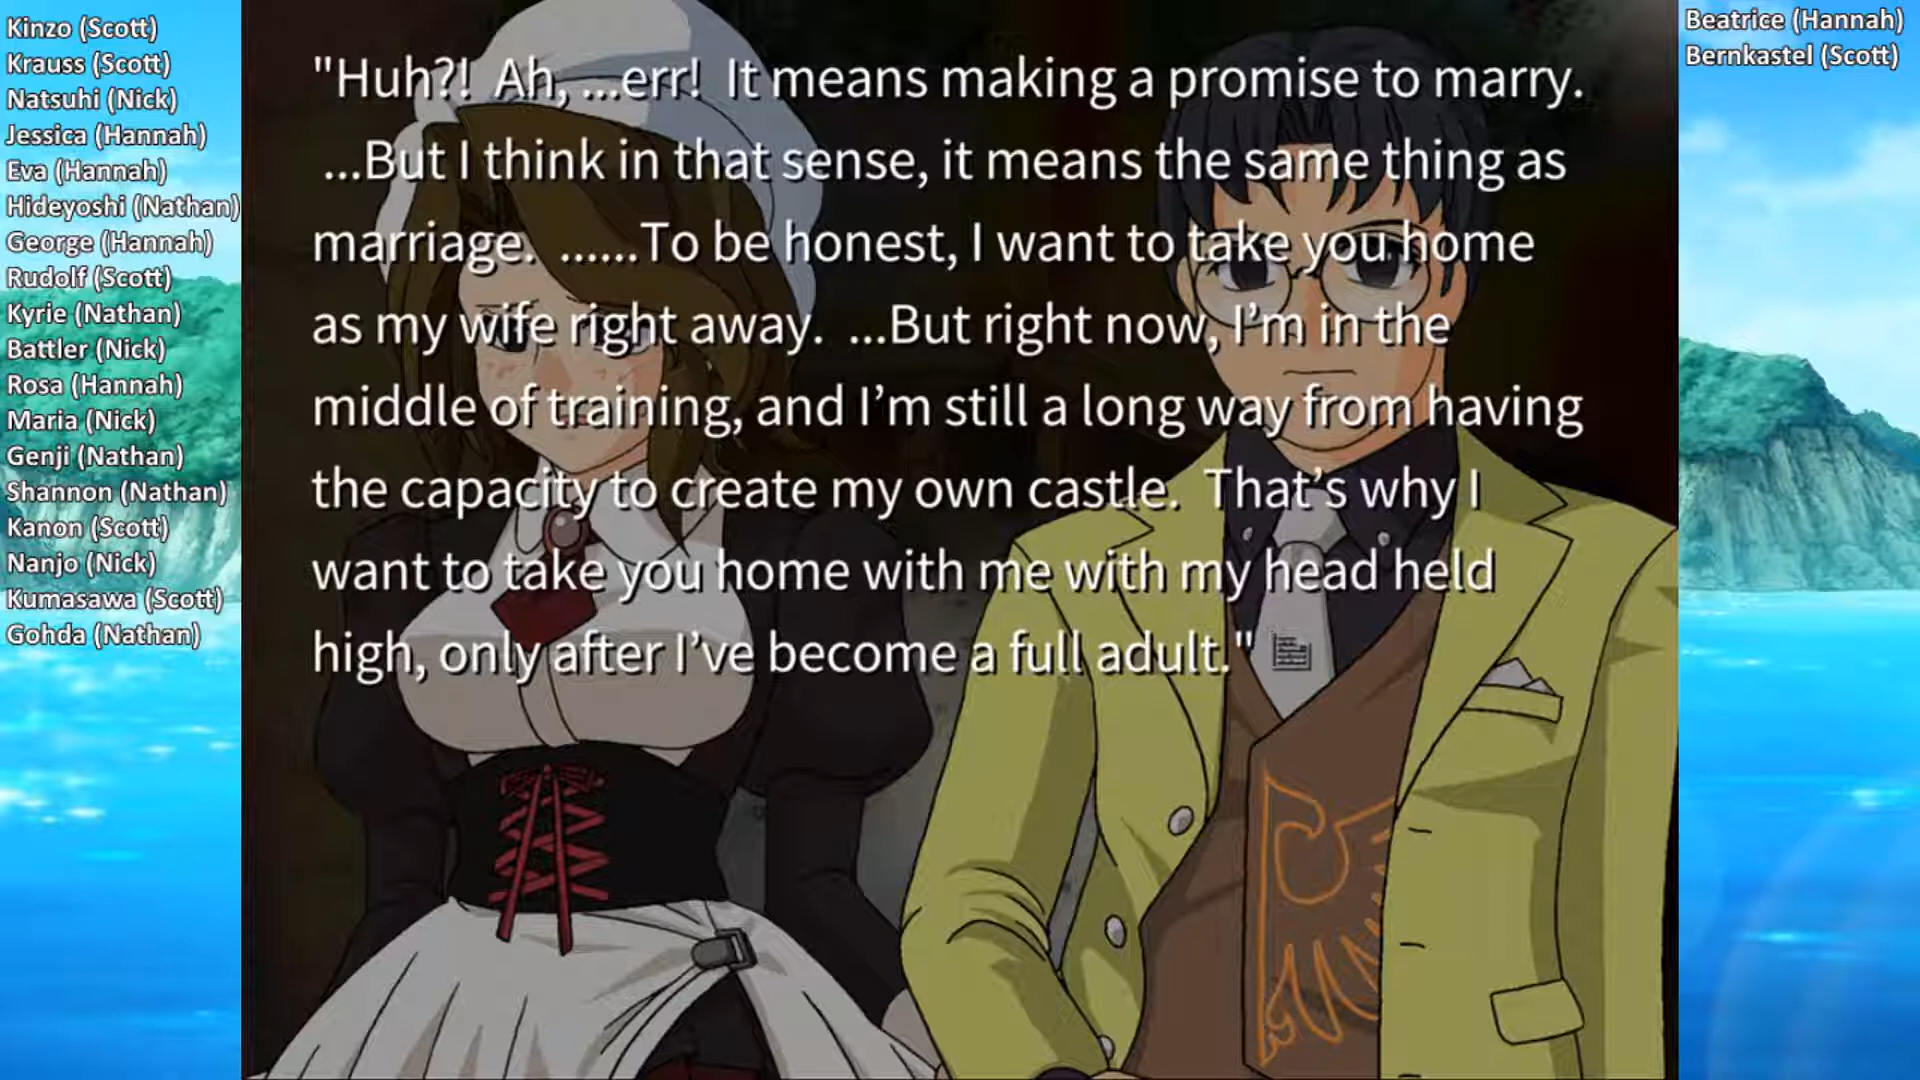 Kinzo (Scott)
Krauss (Scott)
Natsuhi (Nick)
Jessica (Hannah)
Eva (Hannah)
Hideyoshi (Nathan)
George (Hannah)
Rudolf (Scott)
Kyrie (Nathan)
Battler (Nick)
Rosa (Hannah)
Maria (Nick)
Genji (Nathan)
Shannon (Nathan)
Kanon (Scott)
Nanjo (Nick)
Kumasawa (Scott)
Gohda (Nathan)
"Huh?!  Ah, ...err!  It means making a promise to marry.
...But I think in that sense, it means the same thing as
marriage.  ......To be honest, I want to take you home
as my wife right away.  ...But right now, I’m in the
middle of training, and I’m still a long way from having
the capacity to create my own castle.  That’s why I
want to take you home with me with my head held
high, only after I’ve become a full adult."
Beatrice (Hannah)
Bernkastel (Scott)